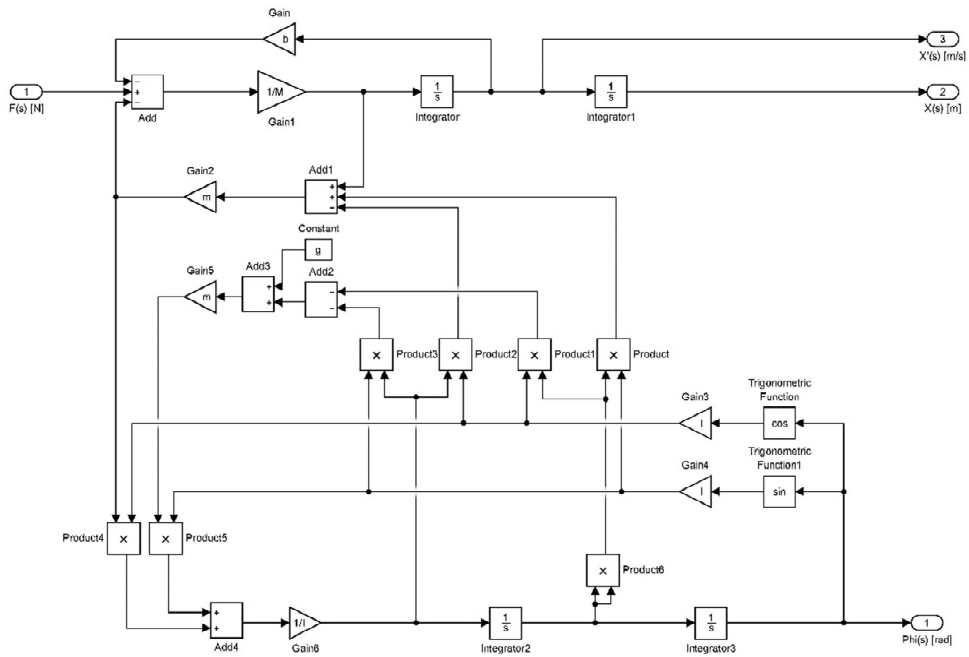 Gain
b
3
X'(s) [m/s]
1
F(s) [N]
−
+
−
Add
1/M
Gain1
1
s
Integrator
1
s
Integrator1
2
X(s) [m]
Gain2
m
Add1
+
+
−
Constant
g
Gain5
m
Add3
+
+
Add2
−
−
×
Product3
×
Product2
×
Product1
×
Product
Gain3
l
Trigonometric
Function
cos
Gain4
l
Trigonometric
Function1
sin
Product4
×
×
Product5
×
Product6
+
+
Add4
1/I
Gain6
1
s
Integrator2
1
s
Integrator3
1
Phi(s) [rad]